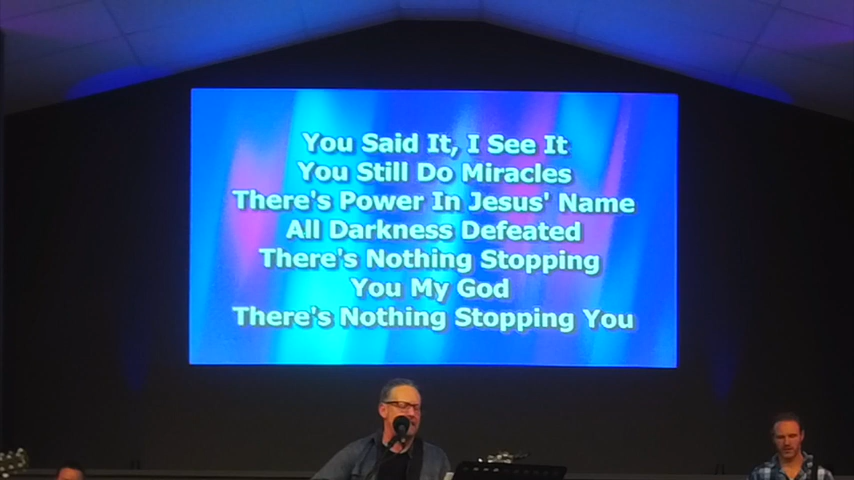 You Said It, I See It
You Still Do Miracles
There's Power In Jesus' Name
All Darkness Defeated
There's Nothing Stopping
You My God
There's Nothing Stopping You